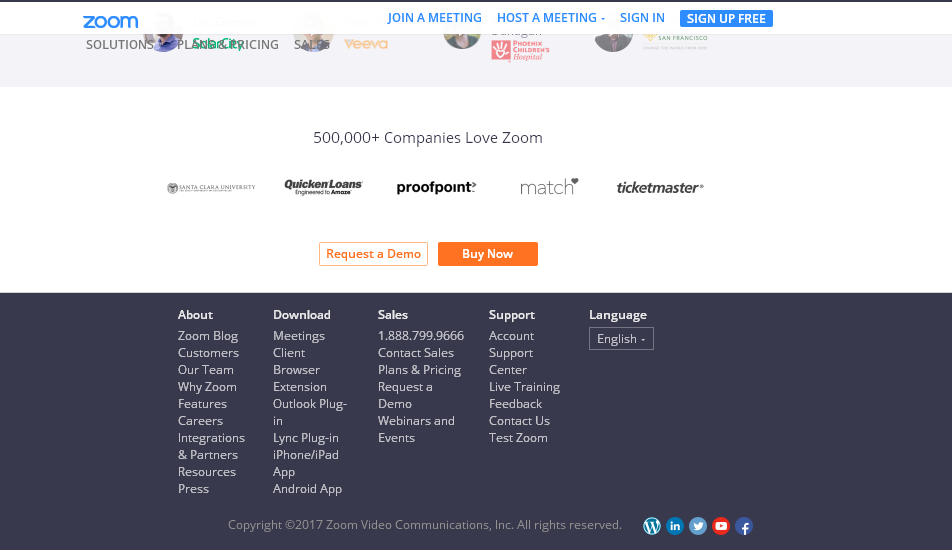 zoom
JOIN A MEETING HOST A MEETING SIGN IN SIGN UP FREE
SOLUTIONS PLANS & PRICING SALES
veeva
PHOENIX
CHILDREN'S
Hospital
SAN FRANCISCO
500,000+ Companies Love Zoom
SANTA CLARA UNIVERSITY
QuickenLoans
Engineered to Amaze
proofpoint
match
ticketmaster®
Request a Demo Buy Now
About
Zoom Blog
Customers
Our Team
Why Zoom
Features
Careers
Integrations
& Partners
Resources
Press
Download
Meetings
Client
Browser
Extension
Outlook Plug-
in
Lync Plug-in
iPhone/iPad
App
Android App
Sales
1.888.799.9666
Contact Sales
Plans & Pricing
Request a
Demo
Webinars and
Events
Support
Account
Support
Center
Live Training
Feedback
Contact Us
Test Zoom
Language
English
Copyright ©2017 Zoom Video Communications, Inc. All rights reserved.